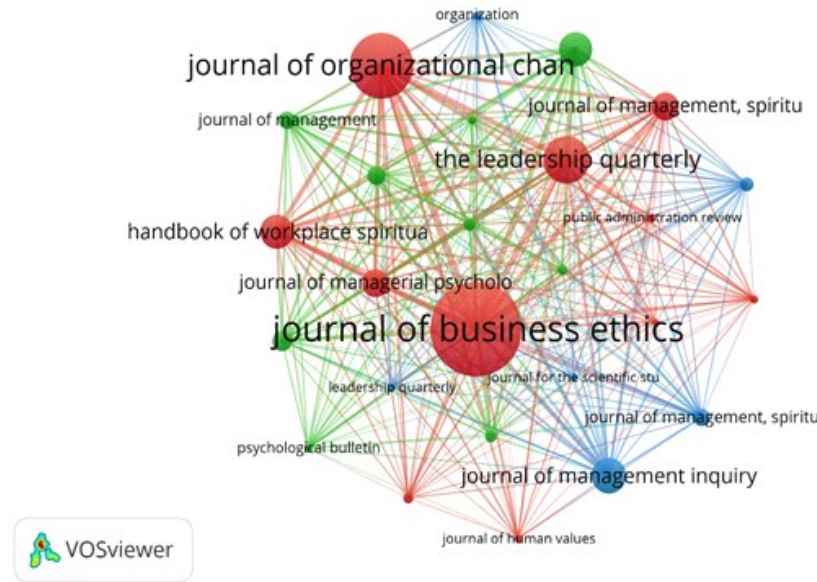 organization
journal of organizational chan
journal of management, spiritu
journal of management
the leadership quarterly
public administration review
handbook of workplace spiritua
journal of managerial psycholo
journal of business ethics
journal for the scientific stu
leadership quarterly
journal of management, spiritu
psychological bulletin
journal of management inquiry
journal of human values
VOSviewer